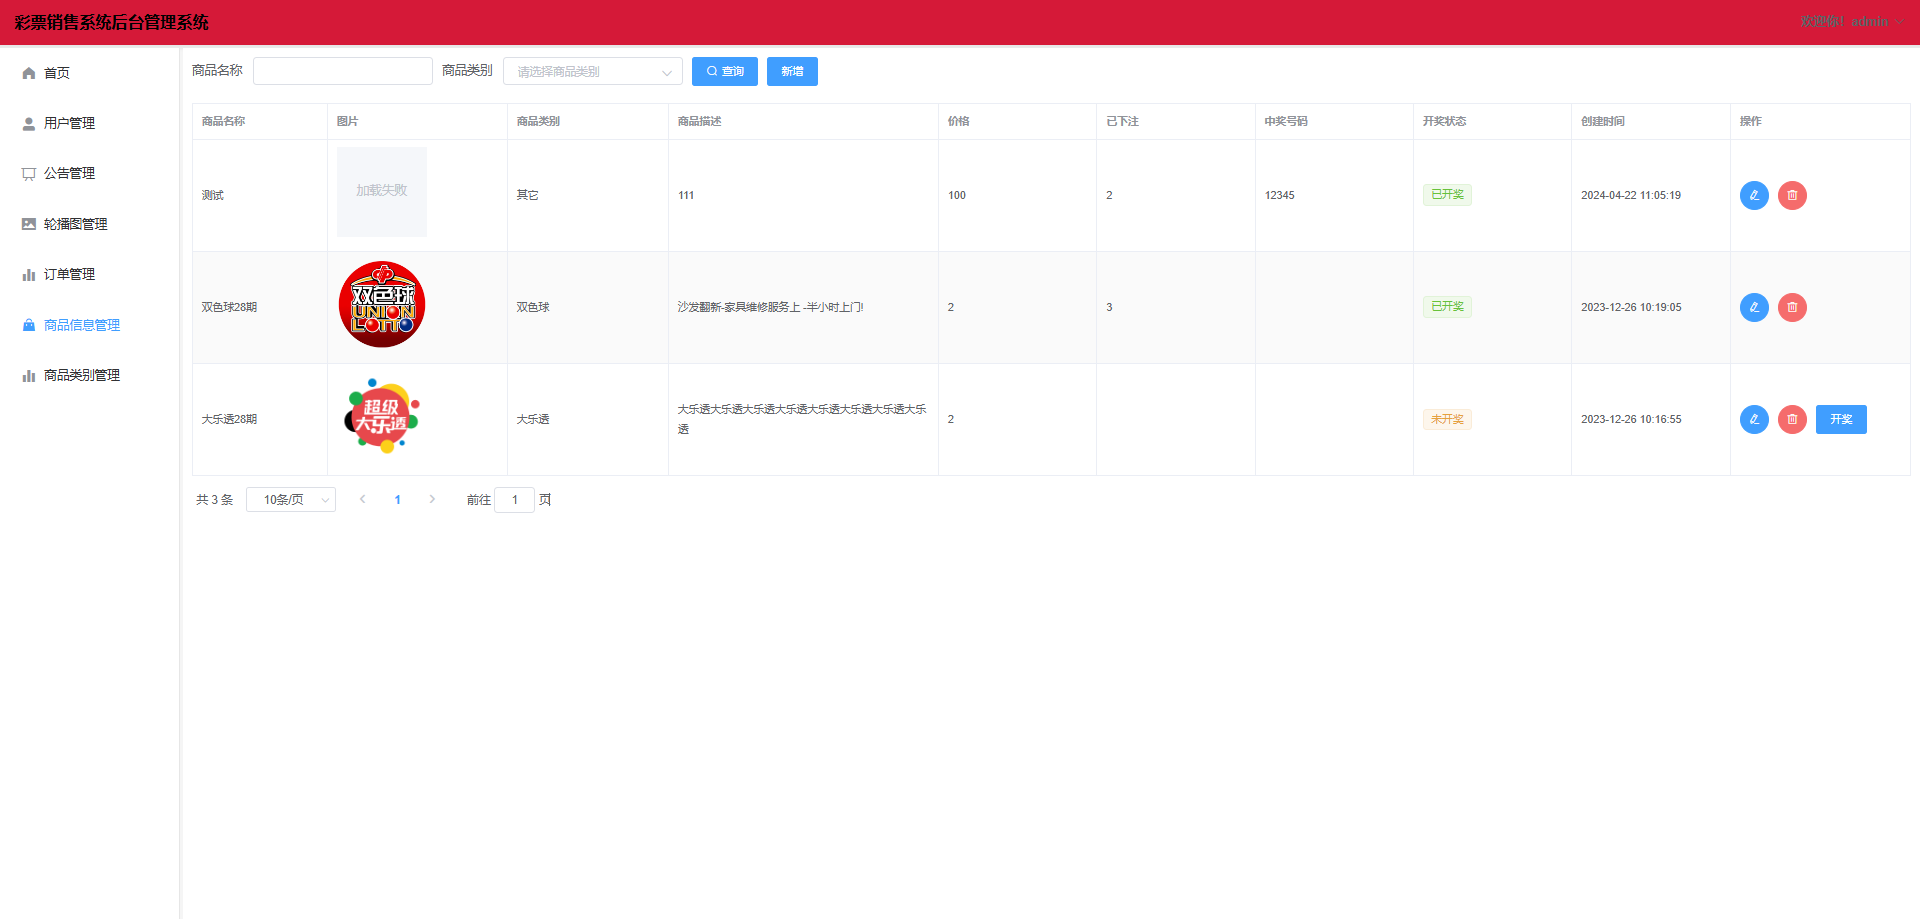 彩票销售系统后台管理系统
欢迎你！admin
首页
用户管理
公告管理
轮播图管理
订单管理
商品信息管理
商品类别管理
商品名称
商品类别 请选择商品类别
查询 新增
商品名称 图片 商品类别 商品描述 价格 已下注 中奖号码 开奖状态 创建时间 操作
测试 加载失败 其它 111 100 2 12345 已开奖 2024-04-22 11:05:19
双色球28期 双色球 UNION LOTTO 双色球 沙发翻新-家具维修服务上 -半小时上门! 2 3 已开奖 2023-12-26 10:19:05
大乐透28期 超级大乐透 大乐透 大乐透大乐透大乐透大乐透大乐透大乐透大乐透大乐
透 2 未开奖 2023-12-26 10:16:55 开奖
共 3 条 10条/页 1 前往 1 页